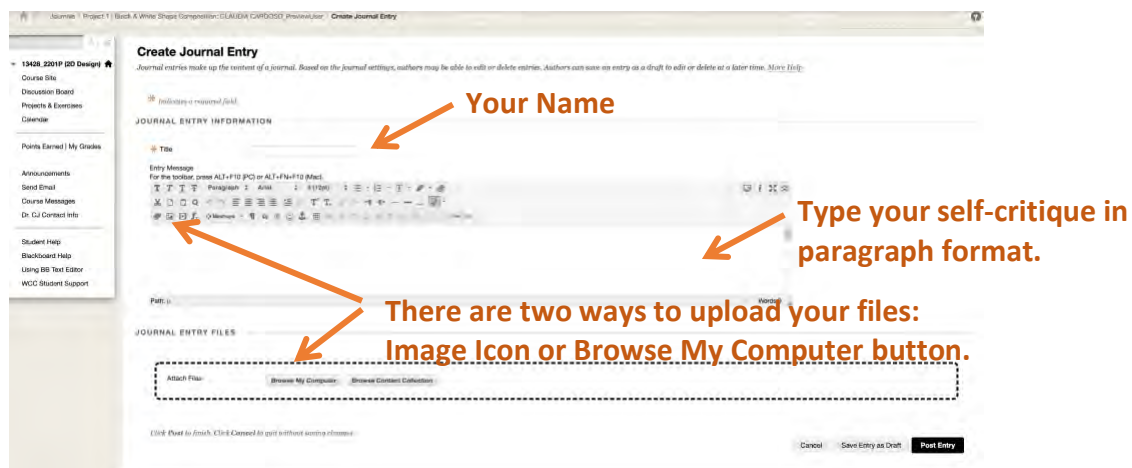 Journals Project 1 | Black & White Shape Composition: CLAUDIA CARDOSO_PreviewUser Create Journal Entry
13428_2201P (2D Design)
Course Site
Discussion Board
Projects & Exercises
Calendar
Points Earned | My Grades
Announcements
Send Email
Course Messages
Dr. CJ Contact Info
Student Help
Blackboard Help
Using BB Text Editor
WCC Student Support
Create Journal Entry
Journal entries make up the content of a journal. Based on the journal settings, authors may be able to edit or delete entries. Authors can save an entry as a draft to edit or delete at a later time. More Help
Indicates a required field.
Your Name
JOURNAL ENTRY INFORMATION
Title
Entry Message
For the toolbar, press ALT+F10 (PC) or ALT+FN+F10 (Mac).
T T T T Paragraph Arial 3 (12pt)
Mashups
Type your self-critique in
paragraph format.
Path: p
There are two ways to upload your files:
Image Icon or Browse My Computer button.
JOURNAL ENTRY FILES
Attach Files Browse My Computer Browse Content Collection
Click Post to finish. Click Cancel to quit without saving changes.
Cancel Save Entry as Draft Post Entry